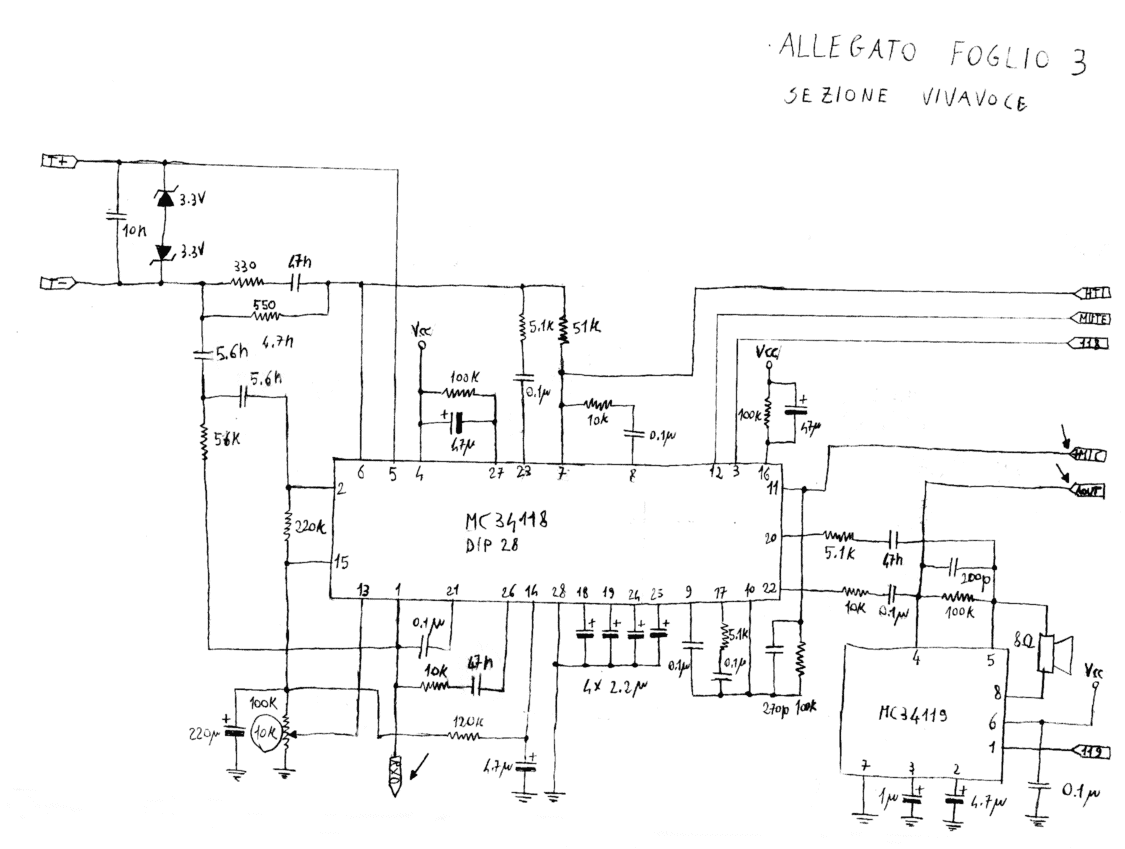 ALLEGATO FOGLIO 3
SEZIONE VIVAVOCE
T+
3.3V
10n
3.3V
T-
330
47n
550
4.7n
5.6n
5.6n
56K
Vcc
100K
47μ
5.1K
51K
0.1μ
10K
0.1μ
HTI
MUTE
118
Vcc
100K
47μ
6
5
4
27
23
7
8
12
3
16
2
11
220K
MC34118
DIP 28
20
5.1K
47n
200p
15
13
1
21
26
14
28
18
19
24
25
9
17
10
22
10K
0.1μ
100K
0.1μ
5.1K
0.1μ
0.1μ
10K
47n
4x 2.2μ
270p
100K
8Ω
4
5
8
Vcc
100K
10K
220μ
120K
4.7μ
MC34119
6
1
119
7
3
2
1μ
4.7μ
0.1μ